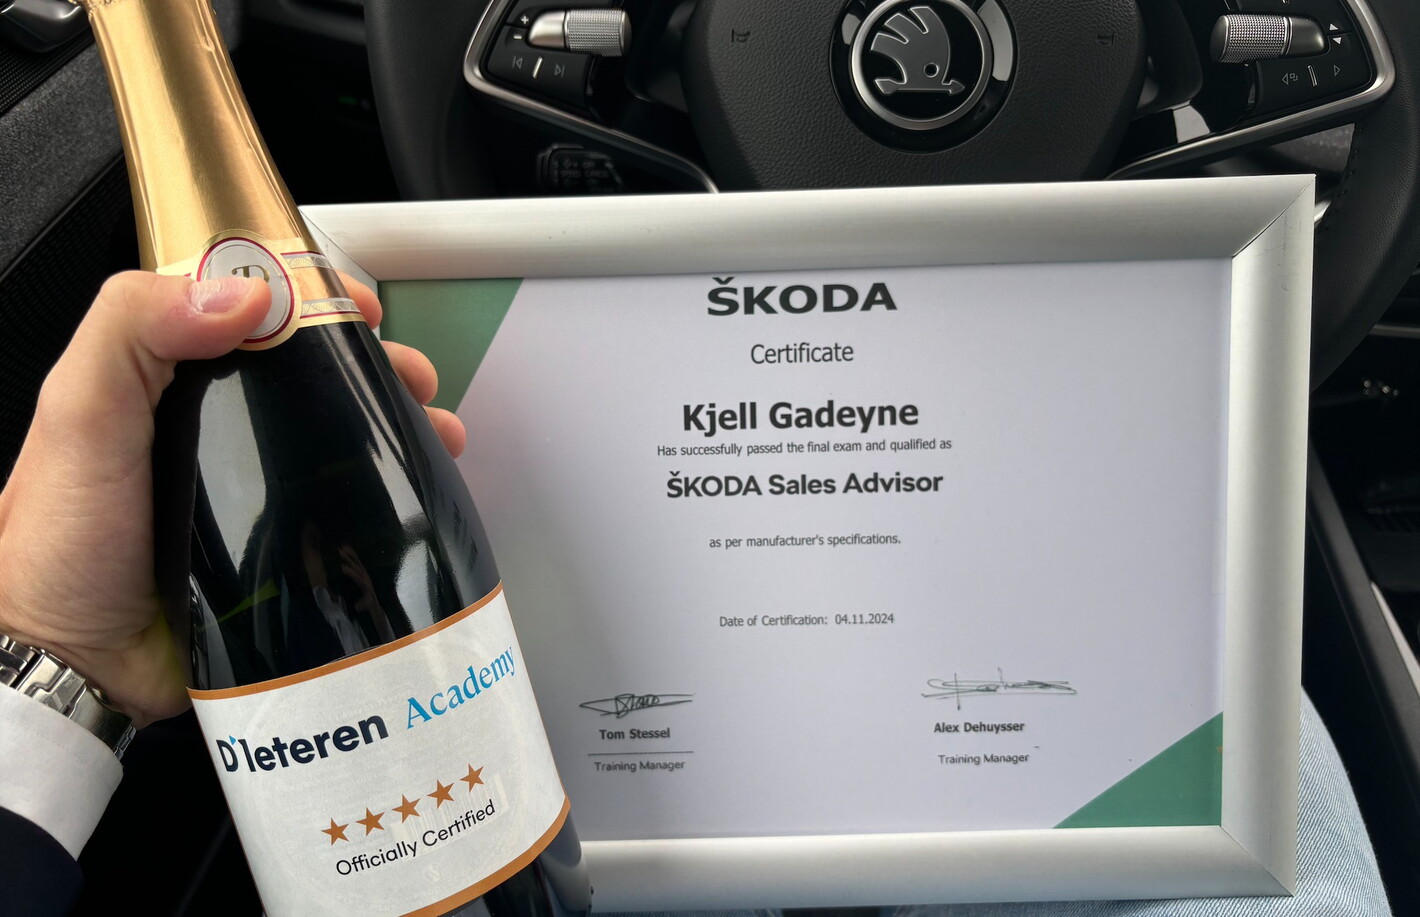 ŠKODA
Certificate
Kjell Gadeyne
Has successfully passed the final exam and qualified as
ŠKODA Sales Advisor
as per manufacturer's specifications.
Date of Certification: 04.11.2024
Tom Stessel
Training Manager
Alex Dehuysser
Training Manager
D'Ieteren Academy
Officially Certified